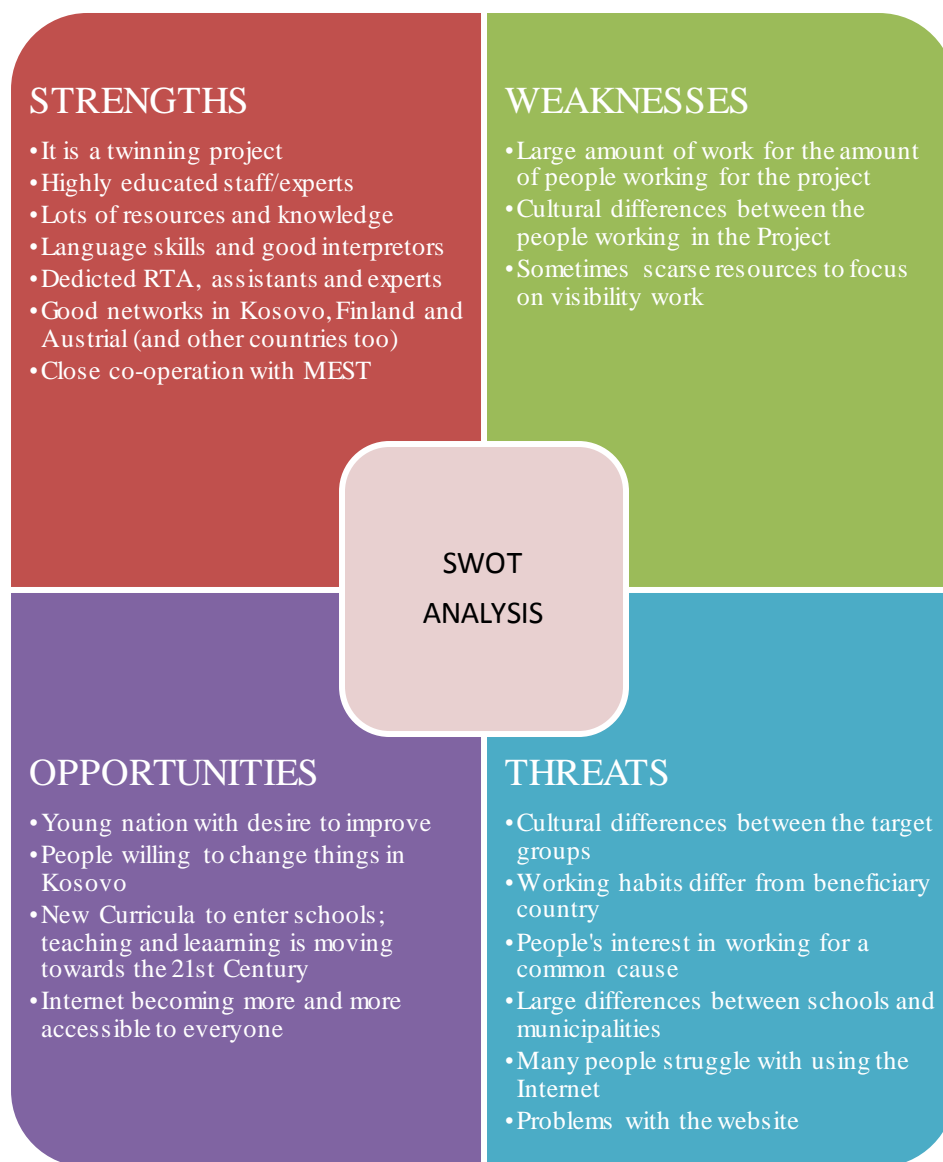 STRENGTHS
•It is a twinning project
•Highly educated staff/experts
•Lots of resources and knowledge
•Language skills and good interpretors
•Dedicted RTA, assistants and experts
•Good networks in Kosovo, Finland and
Austrial (and other countries too)
•Close co-operation with MEST
WEAKNESSES
•Large amount of work for the amount
of people working for the project
•Cultural differences between the
people working in the Project
•Sometimes scarse resources to focus
on visibility work
SWOT
ANALYSIS
OPPORTUNITIES
•Young nation with desire to improve
•People willing to change things in
Kosovo
•New Curricula to enter schools;
teaching and leaarning is moving
towards the 21st Century
•Internet becoming more and more
accessible to everyone
THREATS
•Cultural differences between the target
groups
•Working habits differ from beneficiary
country
•People's interest in working for a
common cause
•Large differences between schools and
municipalities
•Many people struggle with using the
Internet
•Problems with the website